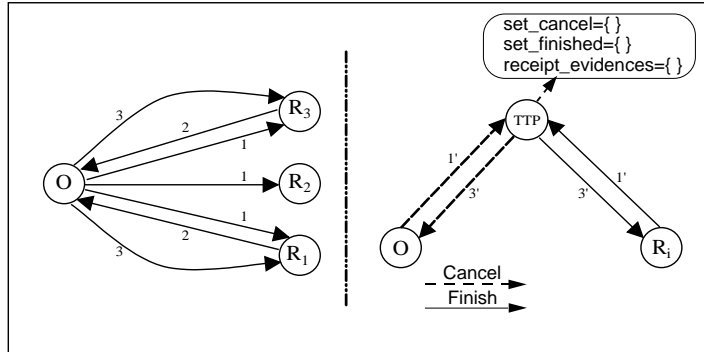 set_cancel={ }
set_finished={ }
receipt_evidences={ }
3
R3
2
1
TTP
1'
1'
O
1
R2
3'
3'
1
2
3
R1
O
Ri
Cancel
Finish